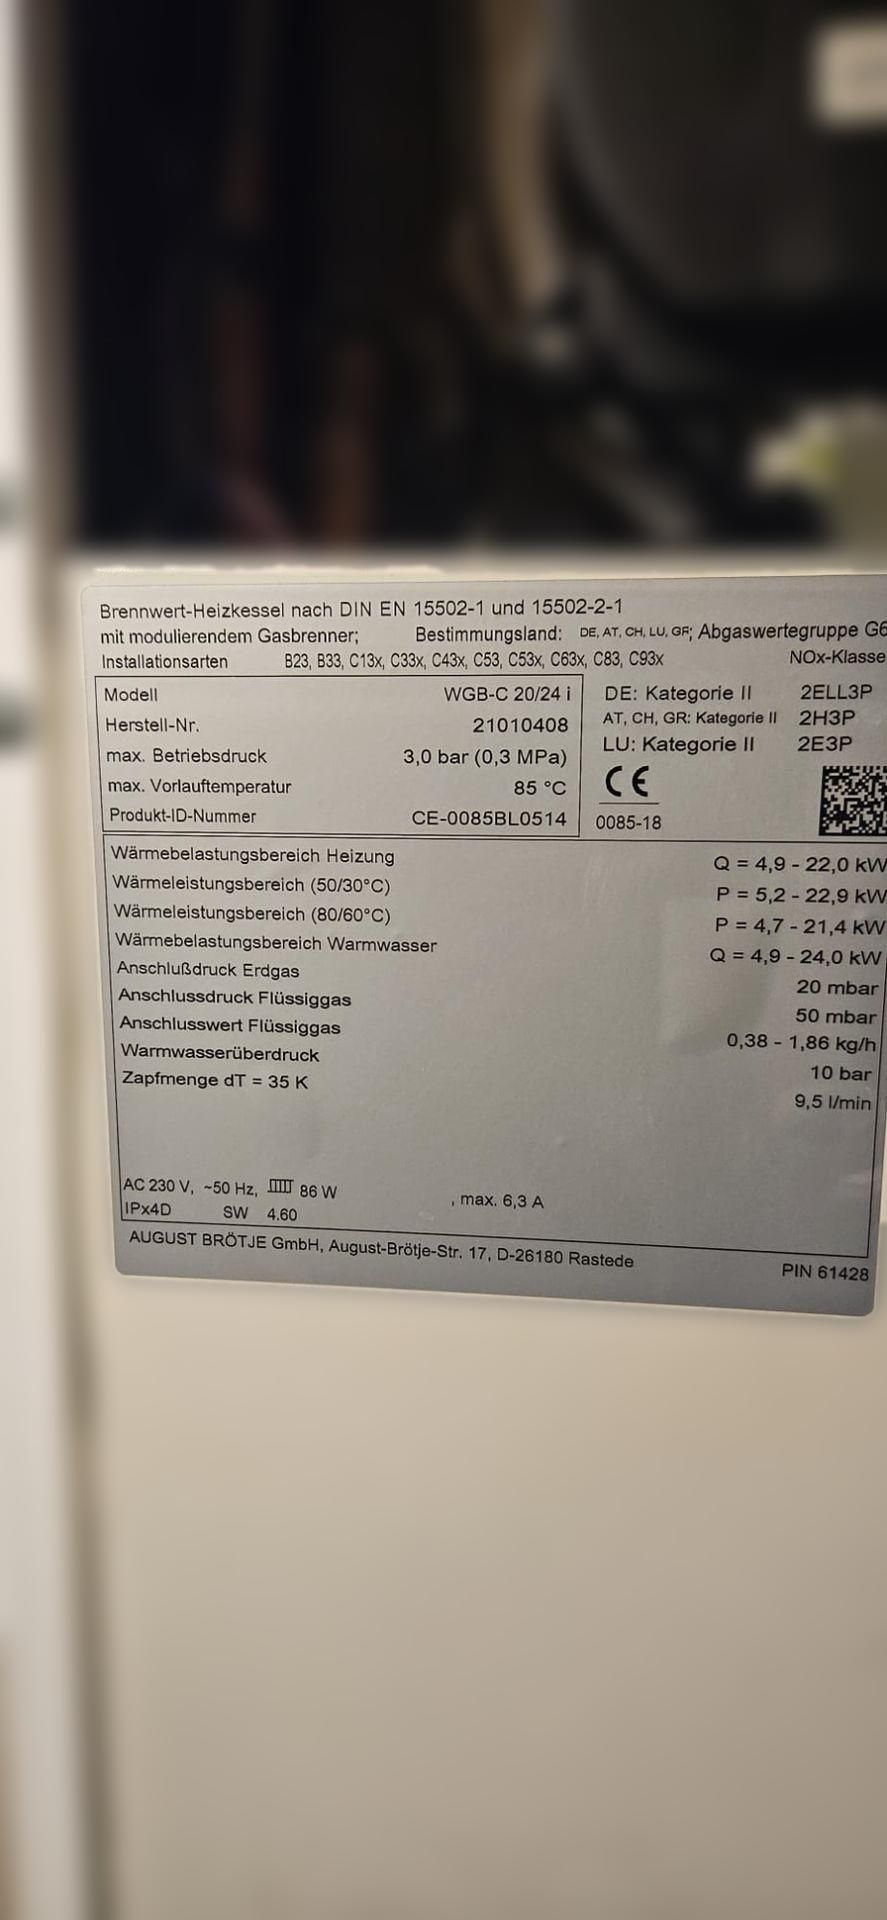 Brennwert-Heizkessel nach DIN EN 15502-1 und 15502-2-1
mit modulierendem Gasbrenner; Bestimmungsland: DE, AT, CH, LU, GR; Abgaswertegruppe G6
Installationsarten B23, B33, C13x, C33x, C43x, C53, C53x, C63x, C83, C93x NOx-Klasse
Modell WGB-C 20/24 i
Herstell-Nr. 21010408
max. Betriebsdruck 3,0 bar (0,3 MPa)
max. Vorlauftemperatur 85 °C
Produkt-ID-Nummer CE-0085BL0514
DE: Kategorie II 2ELL3P
AT, CH, GR: Kategorie II 2H3P
LU: Kategorie II 2E3P
CE
0085-18
Wärmebelastungsbereich Heizung Q = 4,9 - 22,0 kW
Wärmeleistungsbereich (50/30°C) P = 5,2 - 22,9 kW
Wärmeleistungsbereich (80/60°C) P = 4,7 - 21,4 kW
Wärmebelastungsbereich Warmwasser Q = 4,9 - 24,0 kW
Anschlußdruck Erdgas 20 mbar
Anschlussdruck Flüssiggas 50 mbar
Anschlusswert Flüssiggas 0,38 - 1,86 kg/h
Warmwasserüberdruck 10 bar
Zapfmenge dT = 35 K 9,5 l/min
AC 230 V, ~50 Hz, 86 W , max. 6,3 A
IPx4D SW 4.60
AUGUST BRÖTJE GmbH, August-Brötje-Str. 17, D-26180 Rastede
PIN 61428